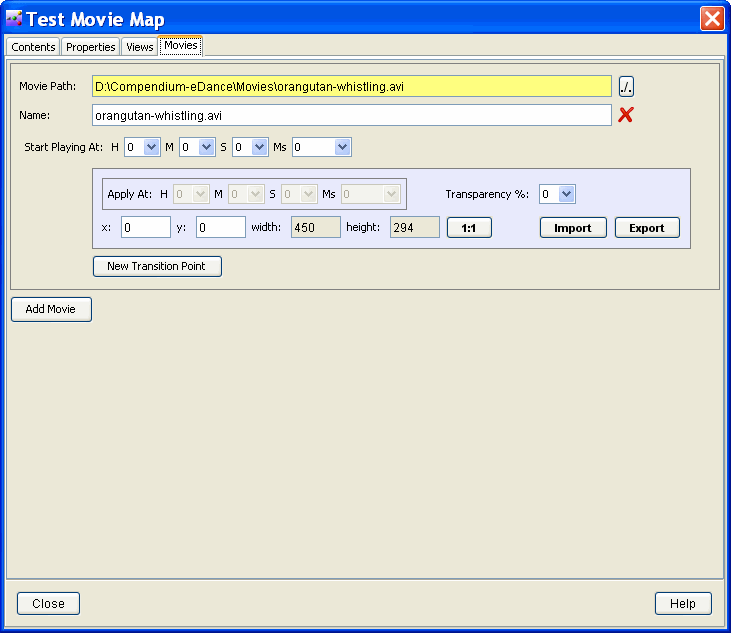 Test Movie Map
Contents Properties Views Movies
Movie Path: D:\Compendium-eDance\Movies\orangutan-whistling.avi ./.
Name: orangutan-whistling.avi
Start Playing At: H 0 M 0 S 0 Ms 0
Apply At: H 0 M 0 S 0 Ms 0 Transparency %: 0
x: 0 y: 0 width: 450 height: 294 1:1 Import Export
New Transition Point
Add Movie
Close Help